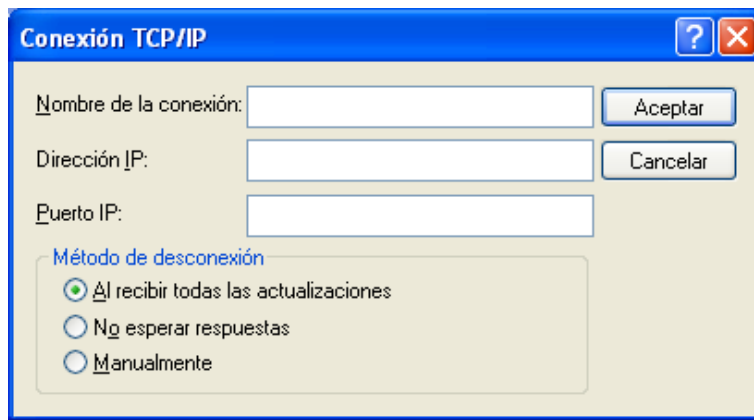 Conexión TCP/IP
?
Nombre de la conexión:
Aceptar
Dirección IP:
Cancelar
Puerto IP:
Método de desconexión
Al recibir todas las actualizaciones
No esperar respuestas
Manualmente